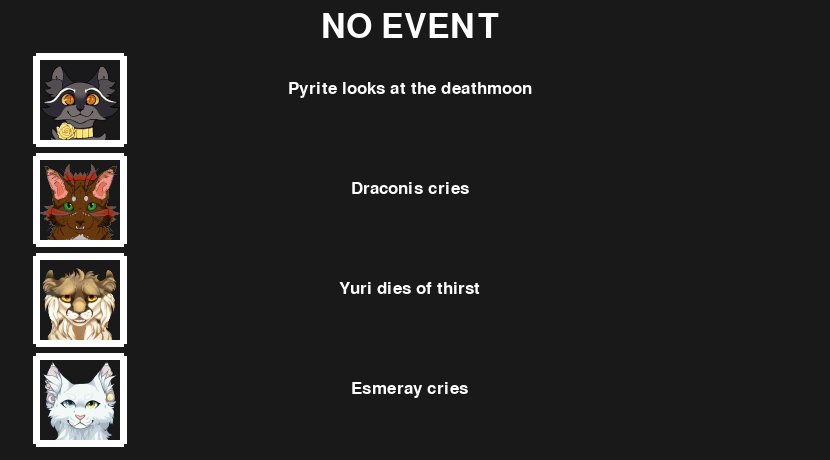 NO EVENT
Pyrite looks at the deathmoon
Draconis cries
Yuri dies of thirst
Esmeray cries